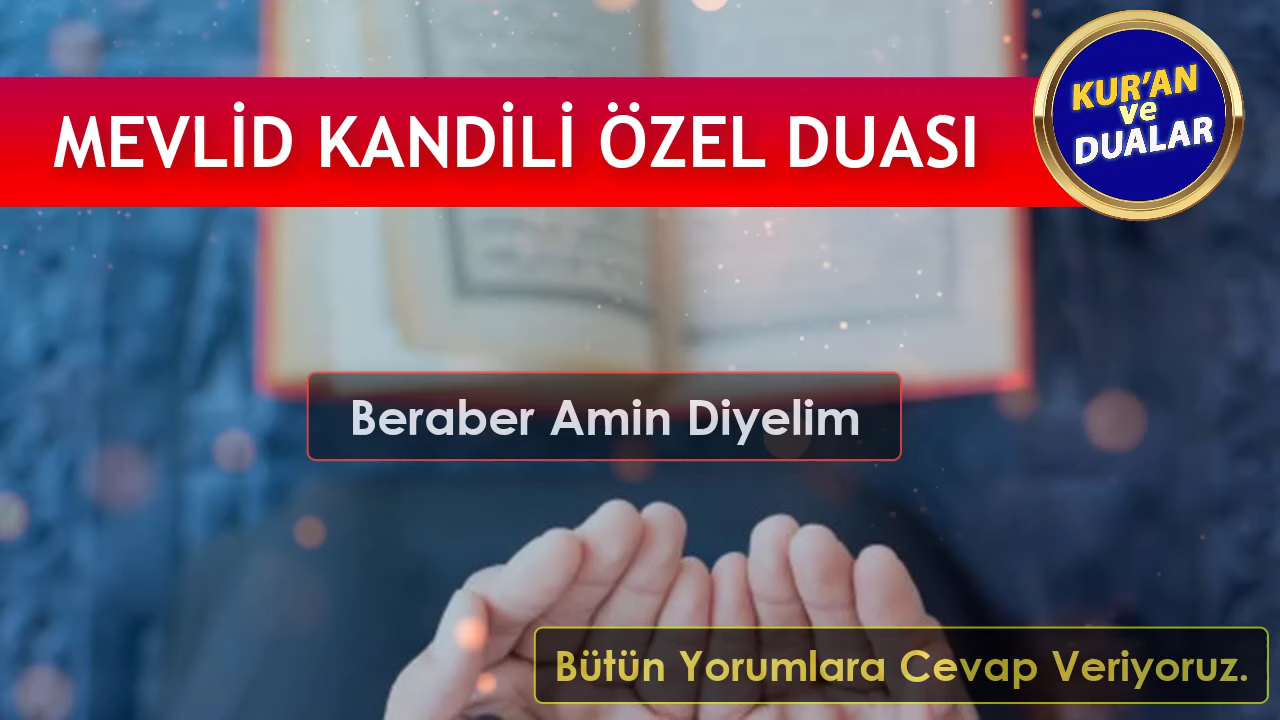 MEVLİD KANDİLİ ÖZEL DUASI
KUR'AN
ve
DUALAR
Beraber Amin Diyelim
Bütün Yorumlara Cevap Veriyoruz.